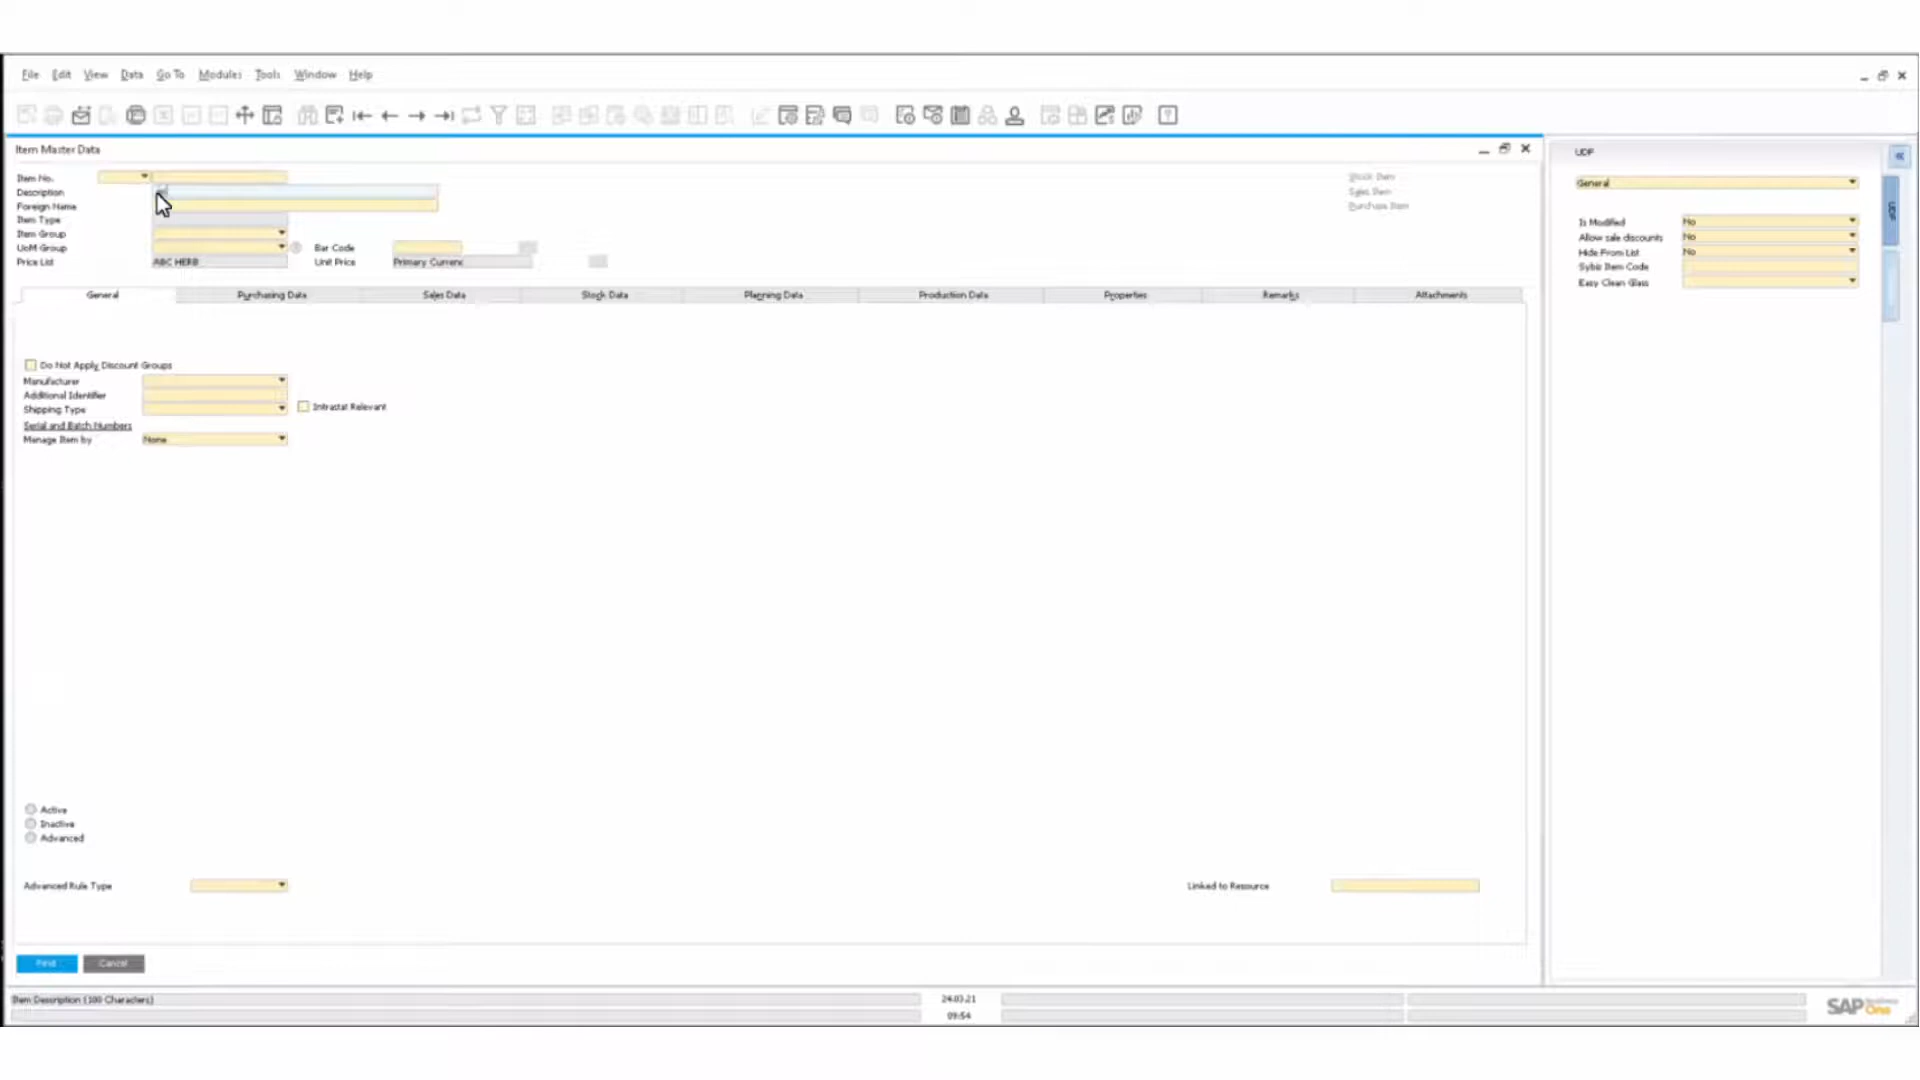 File Edit View Data Go To Modules Tools Window Help
Item Master Data
Item No.
Description
Foreign Name
Item Type
Item Group
UoM Group
Bar Code
Price List
ABC HERB
Unit Price
Primary Currenc
Stock Item
Sales Item
Purchase Item
General Purchasing Data Sales Data Stock Data Planning Data Production Data Properties Remarks Attachments
Do Not Apply Discount Groups
Manufacturer
Additional Identifier
Shipping Type
Intrastat Relevant
Serial and Batch Numbers
Manage Item by None
Active
Inactive
Advanced
Advanced Rule Type
Linked to Resource
Find Cancel
Item Description (100 Characters)
24.03.21
09:54
UDF
General
Is Modified No
Allow sale discounts No
Hide From List No
Sybiz Item Code
Easy Clean Glass
UDF
SAP Business One